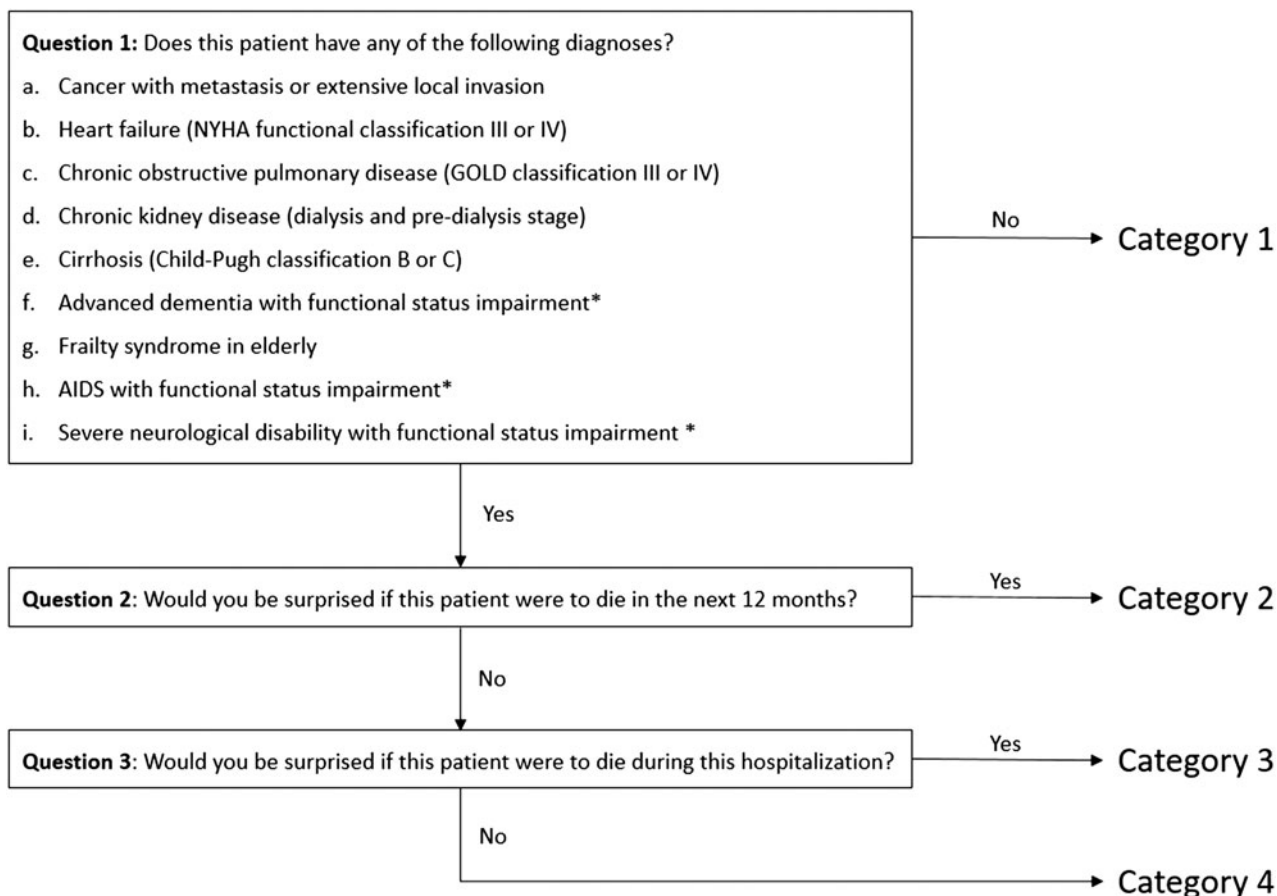 Question 1: Does this patient have any of the following diagnoses?
a. Cancer with metastasis or extensive local invasion
b. Heart failure (NYHA functional classification III or IV)
c. Chronic obstructive pulmonary disease (GOLD classification III or IV)
d. Chronic kidney disease (dialysis and pre-dialysis stage)
e. Cirrhosis (Child-Pugh classification B or C)
f. Advanced dementia with functional status impairment*
g. Frailty syndrome in elderly
h. AIDS with functional status impairment*
i. Severe neurological disability with functional status impairment *
No
Category 1
Yes
Question 2: Would you be surprised if this patient were to die in the next 12 months?
Yes
Category 2
No
Question 3: Would you be surprised if this patient were to die during this hospitalization?
Yes
Category 3
No
Category 4